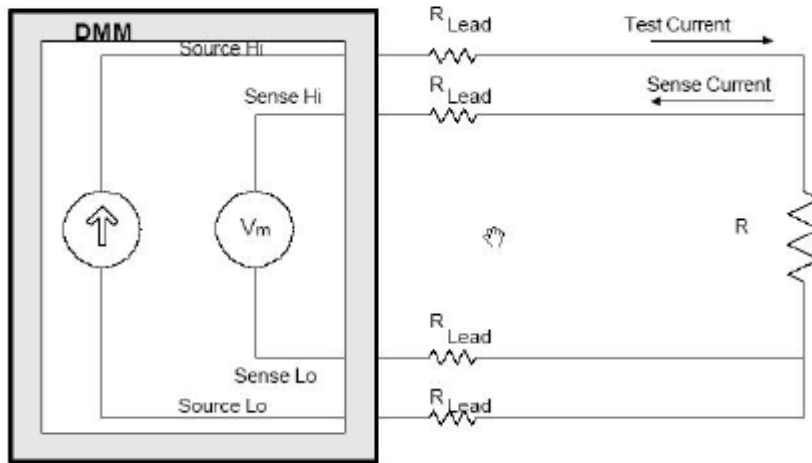 DMM
Source Hi
R Lead
Test Current
Sense Hi
R Lead
Sense Current
Vm
R
R Lead
Sense Lo
Source Lo
R Lead